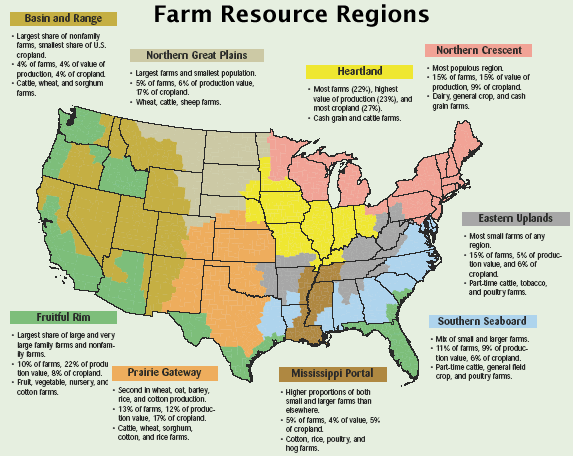 Farm Resource Regions
Basin and Range
• Largest share of nonfamily
farms, smallest share of U.S.
cropland.
• 4% of farms, 4% of value of
production, 4% of cropland.
• Cattle, wheat, and sorghum
farms.
Northern Great Plains
• Largest farms and smallest population.
• 5% of farms, 6% of production value,
17% of cropland.
• Wheat, cattle, sheep farms.
Heartland
• Most farms (22%), highest
value of production (23%), and
most cropland (27%).
• Cash grain and cattle farms.
Northern Crescent
• Most populous region.
• 15% of farms, 15% of value of
production, 9% of cropland.
• Dairy, general crop, and cash
grain farms.
Eastern Uplands
• Most small farms of any
region.
• 15% of farms, 5% of produc-
tion value, and 6% of
cropland.
• Part-time cattle, tobacco,
and poultry farms.
Southern Seaboard
• Mix of small and larger farms.
• 11% of farms, 9% of production
value, 6% of cropland.
• Part-time cattle, general field
crop, and poultry farms.
Fruitful Rim
• Largest share of large and very
large family farms and nonfam-
ily farms.
• 10% of farms, 22% of produ
tion value, 8% of cropland.
• Fruit, vegetable, nursery, and
cotton farms.
Prairie Gateway
• Second in wheat, oat, barley,
rice, and cotton production.
• 13% of farms, 12% of produc-
tion value, 17% of cropland.
• Cattle, wheat, sorghum,
cotton, and rice farms.
Mississippi Portal
• Higher proportions of both
small and larger farms than
elsewhere.
• 5% of farms, 4% of value, 5%
of cropland.
• Cotton, rice, poultry, and
hog farms.